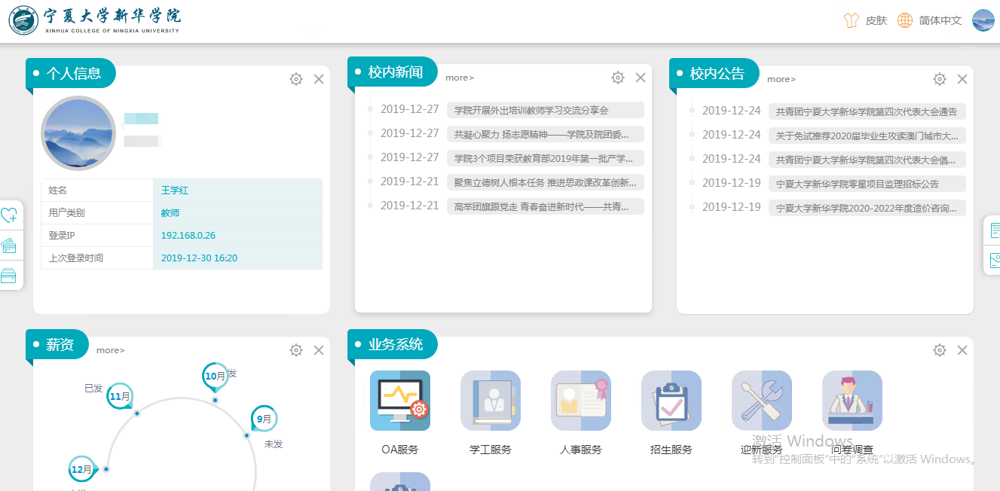 宁夏大学新华学院
XINHUA COLLEGE OF NINGXIA UNIVERSITY
皮肤
简体中文
个人信息
姓名 王学红
用户类别 教师
登录IP 192.168.0.26
上次登录时间 2019-12-30 16:20
校内新闻 more>
2019-12-27 学院开展外出培训教师学习交流分享会
2019-12-27 共凝心聚力 扬志愿精神——学院及院团委...
2019-12-27 学院3个项目荣获教育部2019年第一批产学...
2019-12-21 聚焦立德树人根本任务 推进思政课改革创新...
2019-12-21 高举团旗跟党走 青春奋进新时代——共青...
校内公告 more>
2019-12-24 共青团宁夏大学新华学院第四次代表大会通告
2019-12-24 关于免试推荐2020届毕业生攻读澳门城市大...
2019-12-24 共青团宁夏大学新华学院第四次代表大会倡...
2019-12-19 宁夏大学新华学院零星项目监理招标公告
2019-12-19 宁夏大学新华学院2020-2022年度造价咨询...
薪资 more>
10月 发
已发 11月
9月
未发
12月
业务系统
OA服务
学工服务
人事服务
招生服务
迎新服务
问卷调查
激活 Windows
转到"控制面板"中的"系统"以激活 Windows。